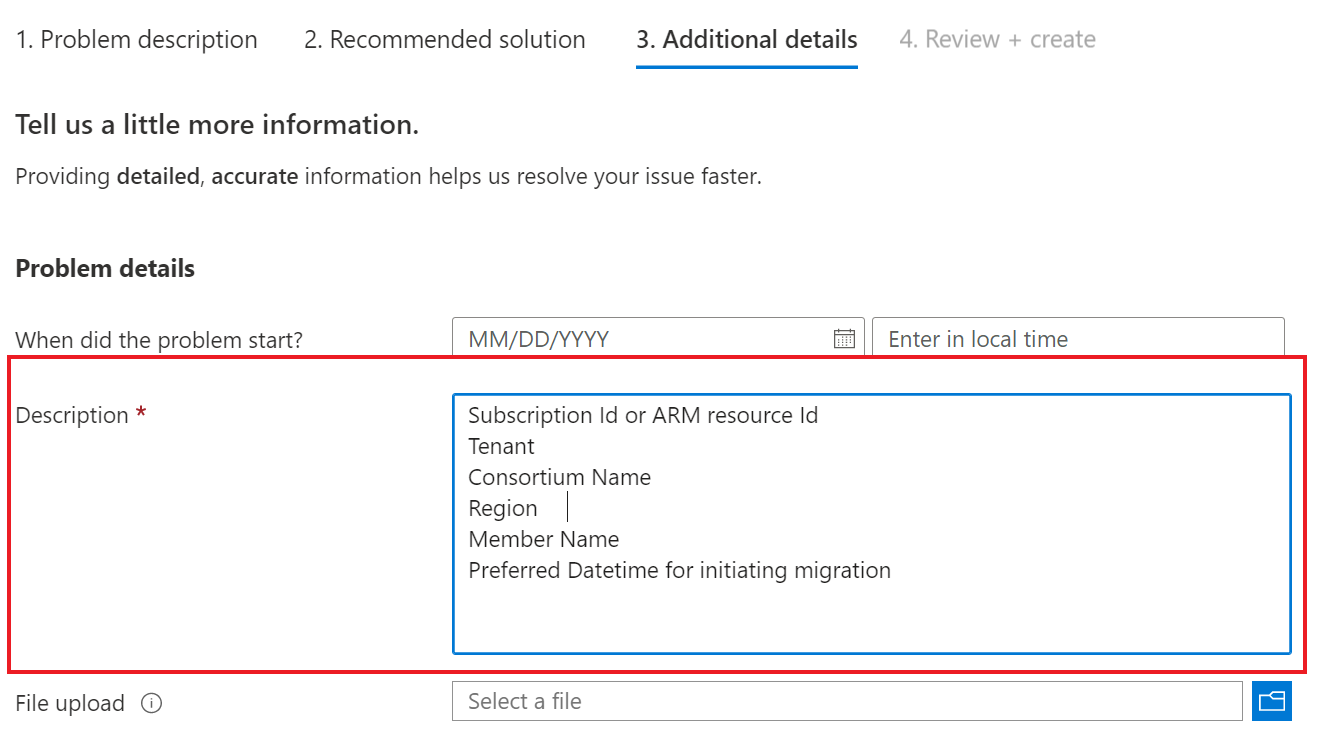 1. Problem description 2. Recommended solution 3. Additional details 4. Review + create
Tell us a little more information.
Providing detailed, accurate information helps us resolve your issue faster.
Problem details
When did the problem start? MM/DD/YYYY Enter in local time
Description * Subscription Id or ARM resource Id
Tenant
Consortium Name
Region
Member Name
Preferred Datetime for initiating migration
File upload Select a file